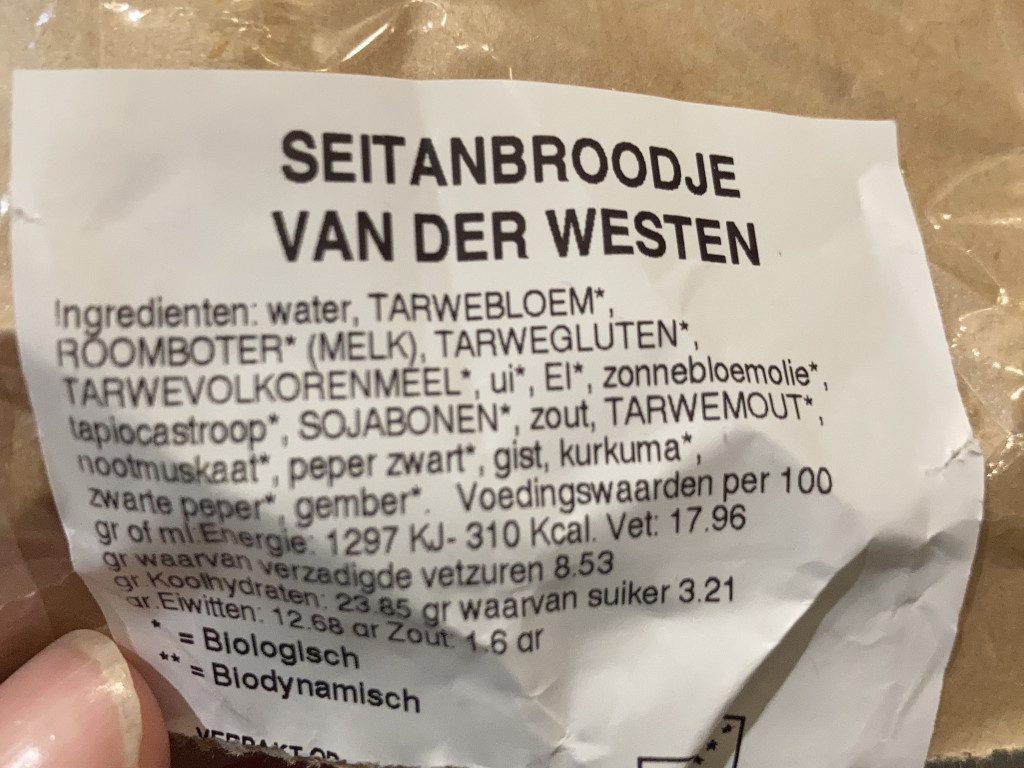 SEITANBROODJE
VAN DER WESTEN
Ingredienten: water, TARWEBLOEM*,
ROOMBOTER* (MELK), TARWEGLUTEN*,
TARWEVOLKORENMEEL*, ui*, EI*, zonnebloemolie*,
tapiocastroop*, SOJABONEN*, zout, TARWEMOUT*,
nootmuskaat*, peper zwart*, gist, kurkuma*,
zwarte peper*, gember*. Voedingswaarden per 100
gr of ml.Energie: 1297 KJ- 310 Kcal. Vet: 17.96
gr waarvan verzadigde vetzuren 8.53
gr.Koolhydraten: 23.85 gr waarvan suiker 3.21
gr.Eiwitten: 12.68 gr Zout: 1.6 gr
* = Biologisch
** = Biodynamisch
VERPAKT OP